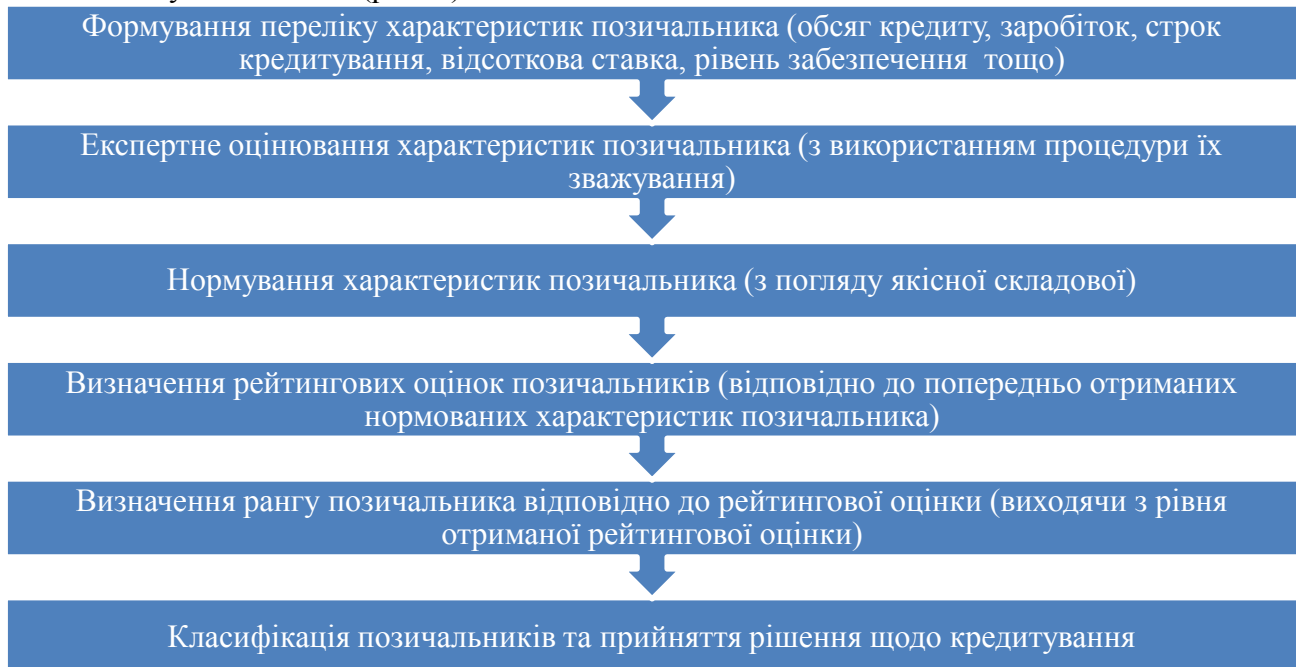 Формування переліку характеристик позичальника (обсяг кредиту, заробіток, строк
кредитування, відсоткова ставка, рівень забезпечення тощо)
Експертне оцінювання характеристик позичальника (з використанням процедури їх
зважування)
Нормування характеристик позичальника (з погляду якісної складової)
Визначення рейтингових оцінок позичальників (відповідно до попередньо отриманих
нормованих характеристик позичальника)
Визначення рангу позичальника відповідно до рейтингової оцінки (виходячи з рівня
отриманої рейтингової оцінки)
Класифікація позичальників та прийняття рішення щодо кредитування